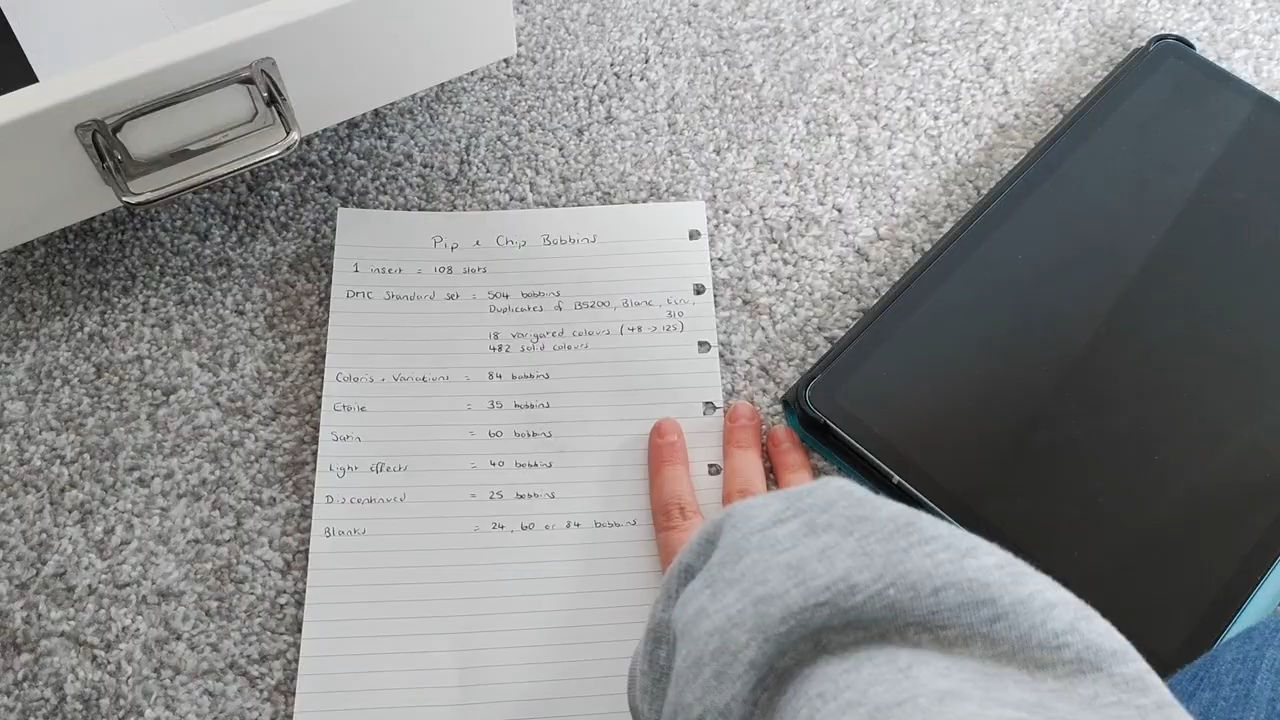 Pip & Chip Bobbins
1 insert = 108 slots
DMC Standard set = 504 bobbins
Duplicates of B5200, Blanc, Ecru,
310
18 varigated colours (48 -> 125)
482 solid colours
Coloris + Variations = 84 bobbins
Etoile = 35 bobbins
Satin = 60 bobbins
Light Effects = 40 bobbins
Discontinued = 25 bobbins
Blanks = 24, 60 or 84 bobbins